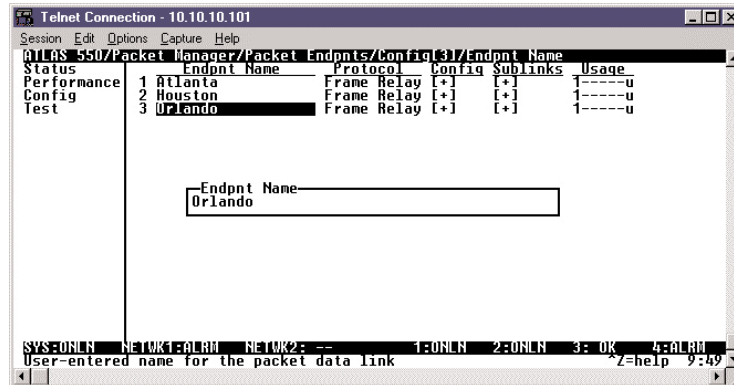 Telnet Connection - 10.10.10.101
Session Edit Options Capture Help
ATLAS 550/Packet Manager/Packet Endpnts/Config[3]/Endpnt Name
Status Endpnt Name Protocol Config Sublinks Usage
Performance 1 Atlanta Frame Relay [+] [+] 1-----u
Config 2 Houston Frame Relay [+] [+] 1-----u
Test 3 Orlando Frame Relay [+] [+] 1-----u
Endpnt Name
Orlando
SYS:ONLN NETWK1:ALRM NETWK2: -- 1:ONLN 2:ONLN 3: OK 4:ALRM
User-entered name for the packet data link ^Z=help 9:49